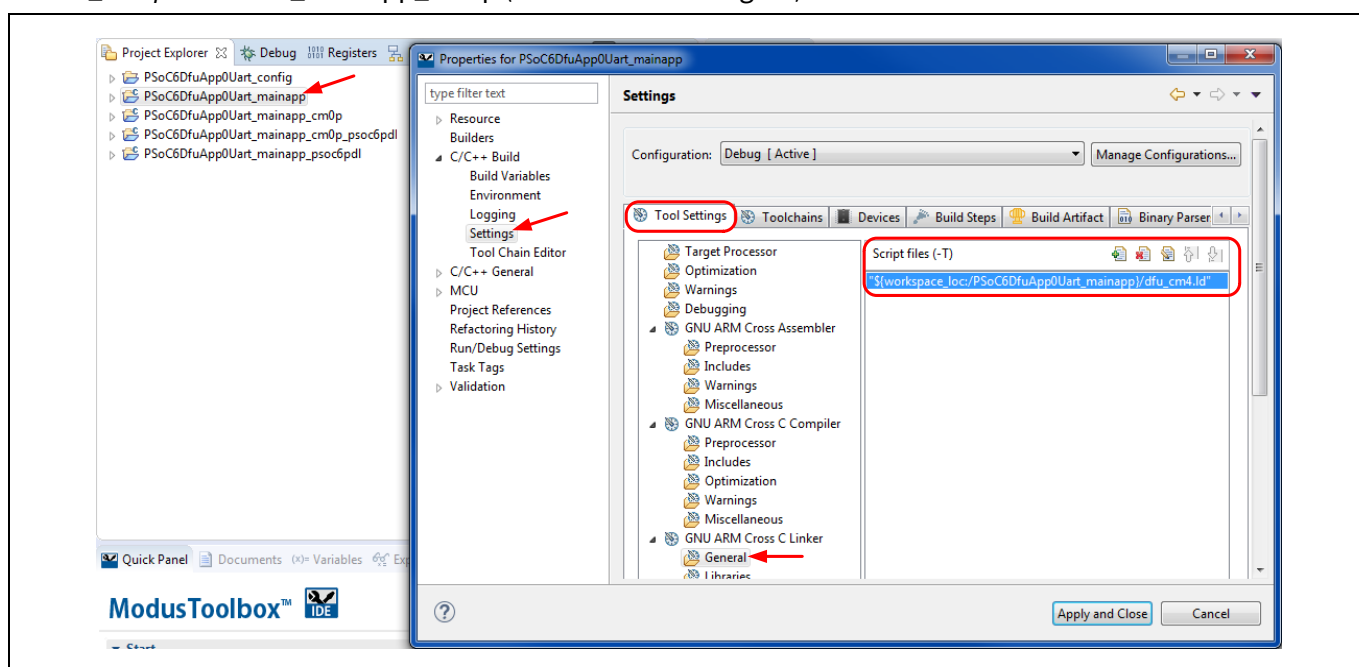 Project Explorer Debug Registers
PSoC6DfuApp0Uart_config
PSoC6DfuApp0Uart_mainapp
PSoC6DfuApp0Uart_mainapp_cm0p
PSoC6DfuApp0Uart_mainapp_cm0p_psoc6pdl
PSoC6DfuApp0Uart_mainapp_psoc6pdl
Quick Panel Documents (x)= Variables Exp
ModusToolbox™ IDE
Start
Properties for PSoC6DfuApp0Uart_mainapp
type filter text
Resource
Builders
C/C++ Build
Build Variables
Environment
Logging
Settings
Tool Chain Editor
C/C++ General
MCU
Project References
Refactoring History
Run/Debug Settings
Task Tags
Validation
Settings
Configuration: Debug [ Active ] Manage Configurations...
Tool Settings Toolchains Devices Build Steps Build Artifact Binary Parser
Target Processor
Optimization
Warnings
Debugging
GNU ARM Cross Assembler
Preprocessor
Includes
Warnings
Miscellaneous
GNU ARM Cross C Compiler
Preprocessor
Includes
Optimization
Warnings
Miscellaneous
GNU ARM Cross C Linker
General
Libraries
Script files (-T)
"${workspace_loc:/PSoC6DfuApp0Uart_mainapp}/dfu_cm4.ld"
Apply and Close Cancel